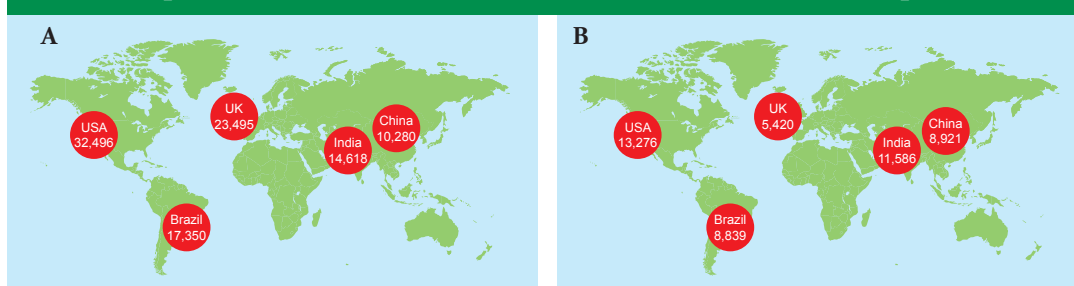 A
USA
32,496
UK
23,495
China
10,280
India
14,618
Brazil
17,350
B
USA
13,276
UK
5,420
China
8,921
India
11,586
Brazil
8,839